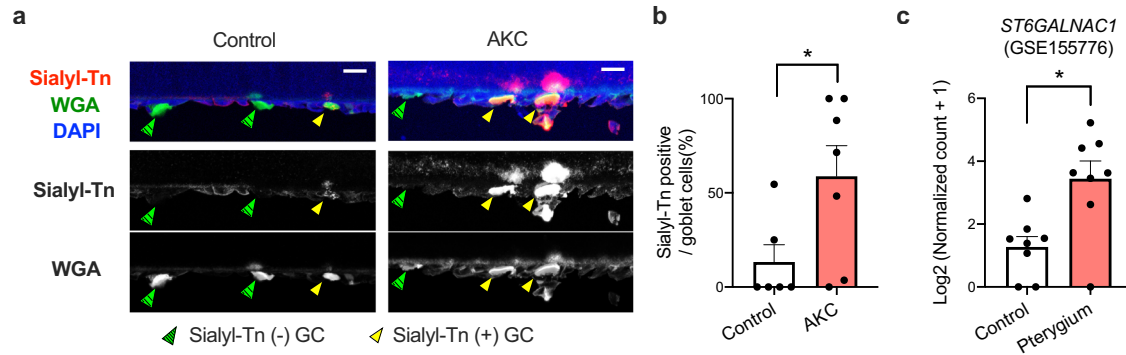 a
Control
AKC
Sialyl-Tn
WGA
DAPI
Sialyl-Tn
WGA
Sialyl-Tn (-) GC
Sialyl-Tn (+) GC
b
*
Sialyl-Tn positive
/ goblet cells(%)
100
50
0
Control
AKC
c
ST6GALNAC1
(GSE155776)
*
Log2 (Normalized count + 1)
6
4
2
0
Control
Pterygium